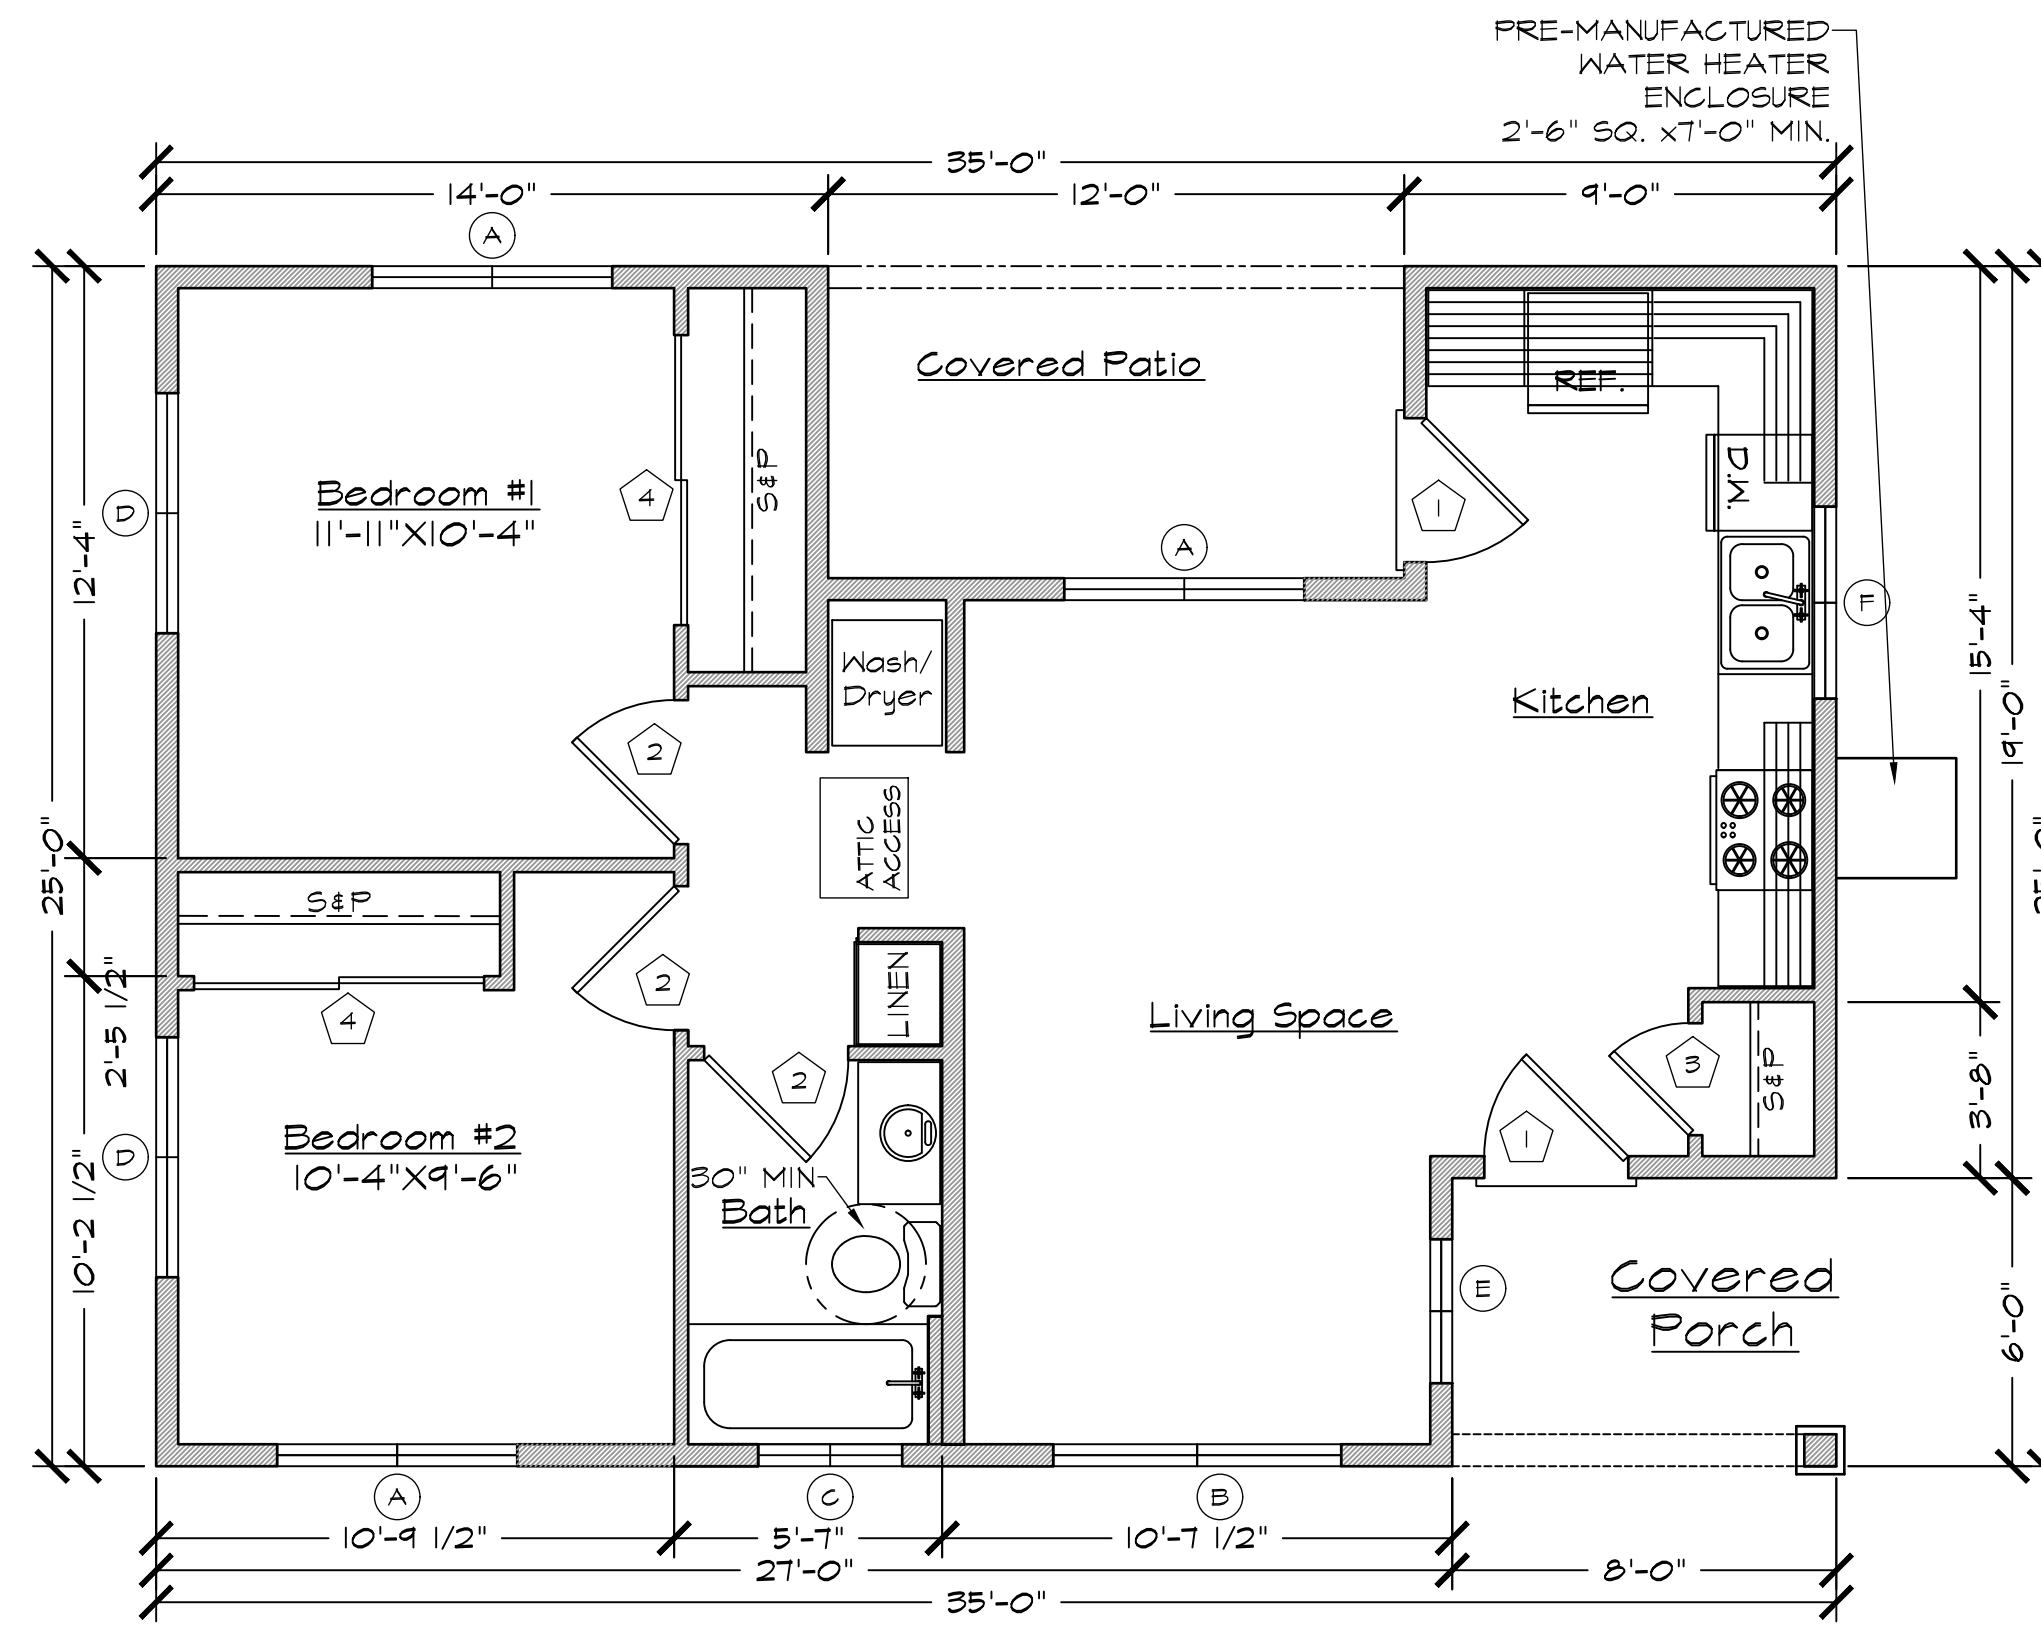 PRE-MANUFACTURED
WATER HEATER
ENCLOSURE
2'-6" SQ. x7'-0" MIN.
35'-0"
14'-0"
12'-0"
9'-0"
A
Covered Patio
REF.
Bedroom #1
11'-11"X10'-4"
D
4
S&P
1
D.W.
A
F
12'-4"
15'-4"
Wash/
Dryer
Kitchen
19'-0"
2
ATTIC
ACCESS
25'-0"
S&P
2
LINEN
4
Living Space
2'-5 1/2"
2
3
S&P
3'-8"
Bedroom #2
10'-4"X9'-6"
D
1
30" MIN
Bath
10'-2 1/2"
E
Covered
Porch
6'-0"
A
C
B
10'-9 1/2"
5'-7"
10'-7 1/2"
27'-0"
8'-0"
35'-0"